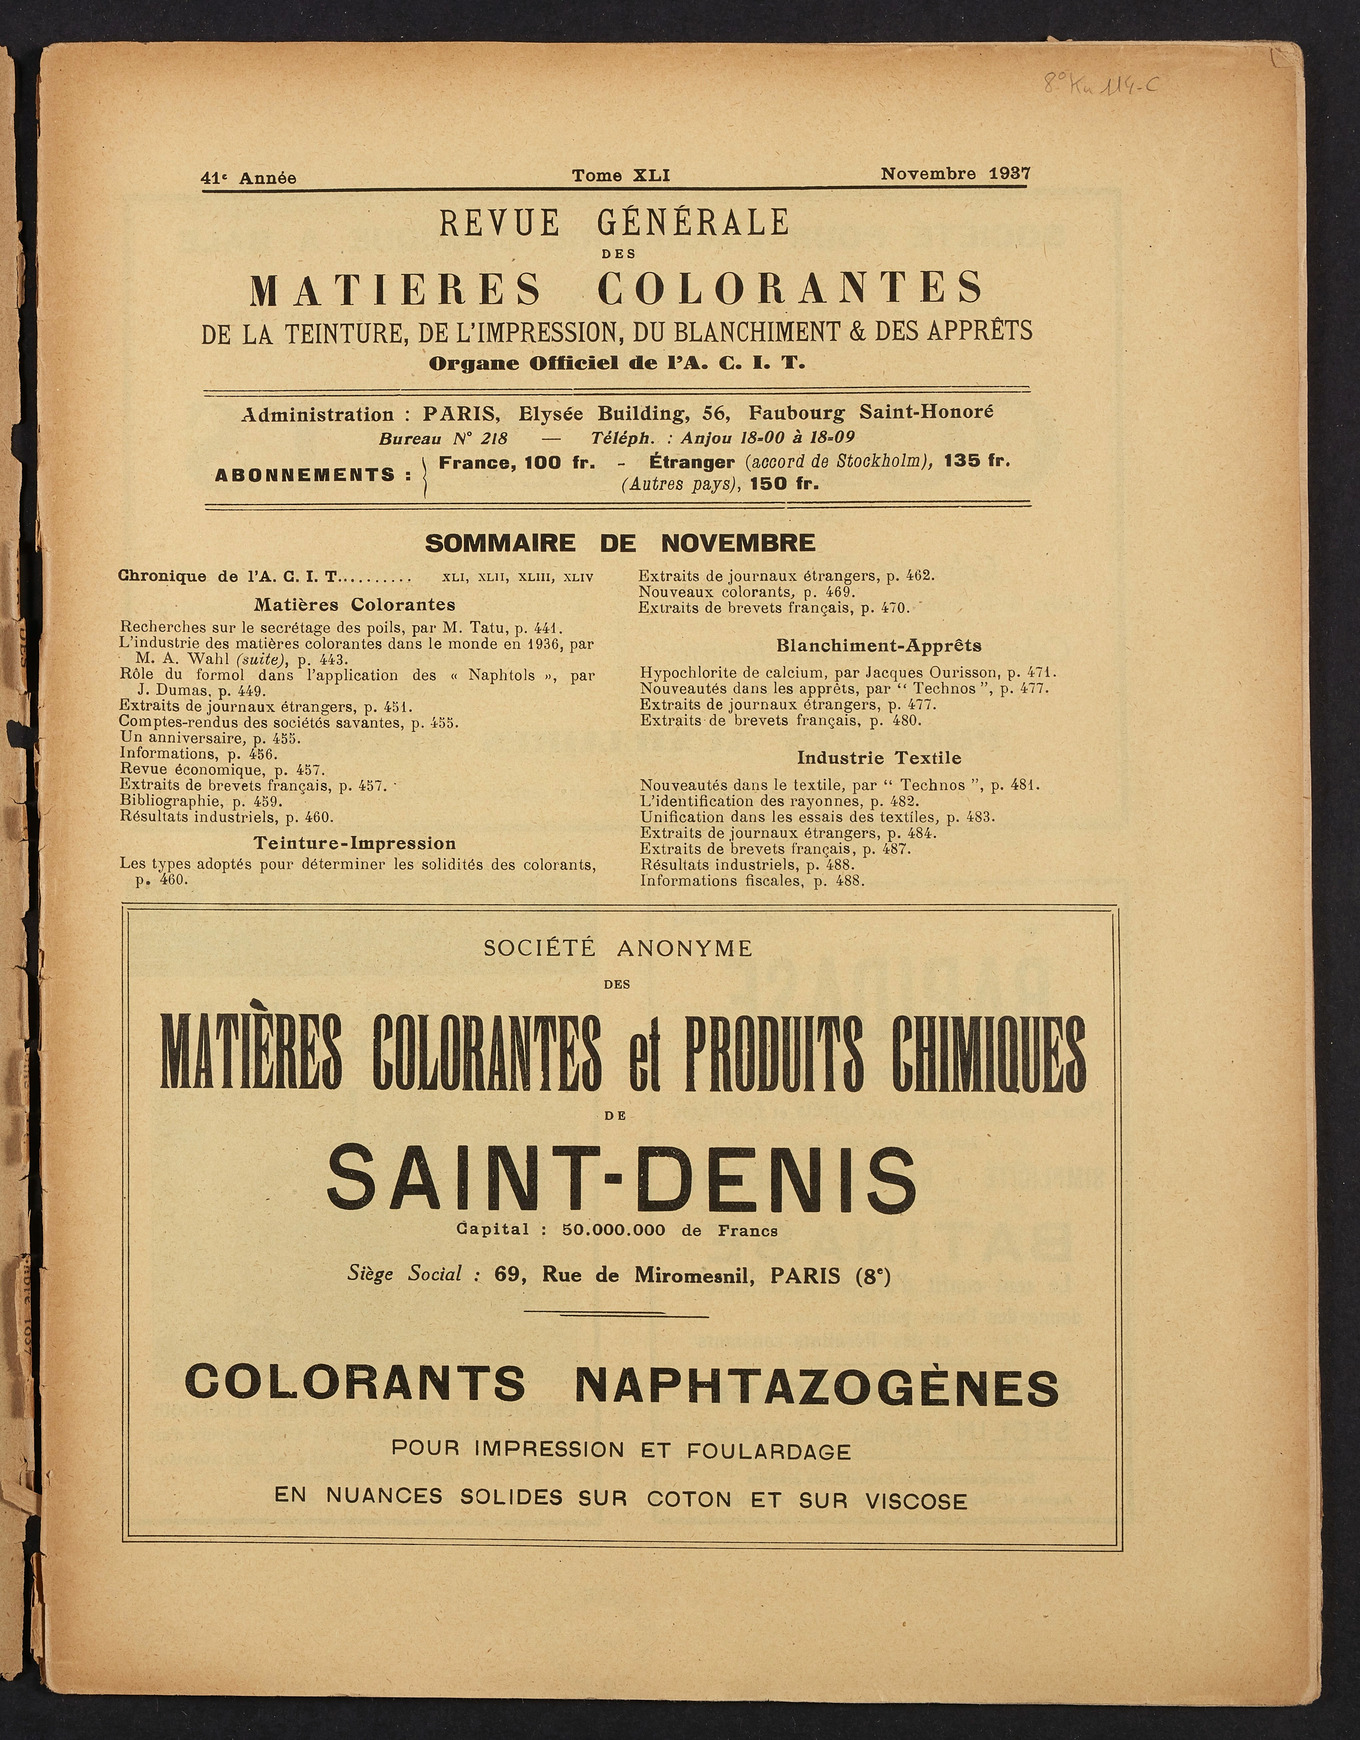 8° Ku 114-C
41e Année Tome XLI Novembre 1937
REVUE GÉNÉRALE
DES
MATIERES COLORANTES
DE LA TEINTURE, DE L'IMPRESSION, DU BLANCHIMENT & DES APPRÊTS
Organe Officiel de l'A. C. I. T.
Administration : PARIS, Elysée Building, 56, Faubourg Saint-Honoré
Bureau N° 218 — Téléph. : Anjou 18-00 à 18-09
ABONNEMENTS : France, 100 fr. - Étranger (accord de Stockholm), 135 fr.
(Autres pays), 150 fr.
SOMMAIRE DE NOVEMBRE
Chronique de l'A. C. I. T.......... XLI, XLII, XLIII, XLIV
Matières Colorantes
Recherches sur le secrétage des poils, par M. Tatu, p. 441.
L'industrie des matières colorantes dans le monde en 1936, par
M. A. Wahl (suite), p. 443.
Rôle du formol dans l'application des « Naphtols », par
J. Dumas, p. 449.
Extraits de journaux étrangers, p. 451.
Comptes-rendus des sociétés savantes, p. 455.
Un anniversaire, p. 455.
Informations, p. 456.
Revue économique, p. 457.
Extraits de brevets français, p. 457.
Bibliographie, p. 459.
Résultats industriels, p. 460.
Teinture-Impression
Les types adoptés pour déterminer les solidités des colorants,
p. 460.
Extraits de journaux étrangers, p. 462.
Nouveaux colorants, p. 469.
Extraits de brevets français, p. 470.
Blanchiment-Apprêts
Hypochlorite de calcium, par Jacques Ourisson, p. 471.
Nouveautés dans les apprêts, par “ Technos ”, p. 477.
Extraits de journaux étrangers, p. 477.
Extraits de brevets français, p. 480.
Industrie Textile
Nouveautés dans le textile, par “ Technos ”, p. 481.
L'identification des rayonnes, p. 482.
Unification dans les essais des textiles, p. 483.
Extraits de journaux étrangers, p. 484.
Extraits de brevets français, p. 487.
Résultats industriels, p. 488.
Informations fiscales, p. 488.
SOCIÉTÉ ANONYME
DES
MATIÈRES COLORANTES et PRODUITS CHIMIQUES
DE
SAINT-DENIS
Capital : 50.000.000 de Francs
Siège Social : 69, Rue de Miromesnil, PARIS (8e)
COLORANTS NAPHTAZOGÈNES
POUR IMPRESSION ET FOULARDAGE
EN NUANCES SOLIDES SUR COTON ET SUR VISCOSE